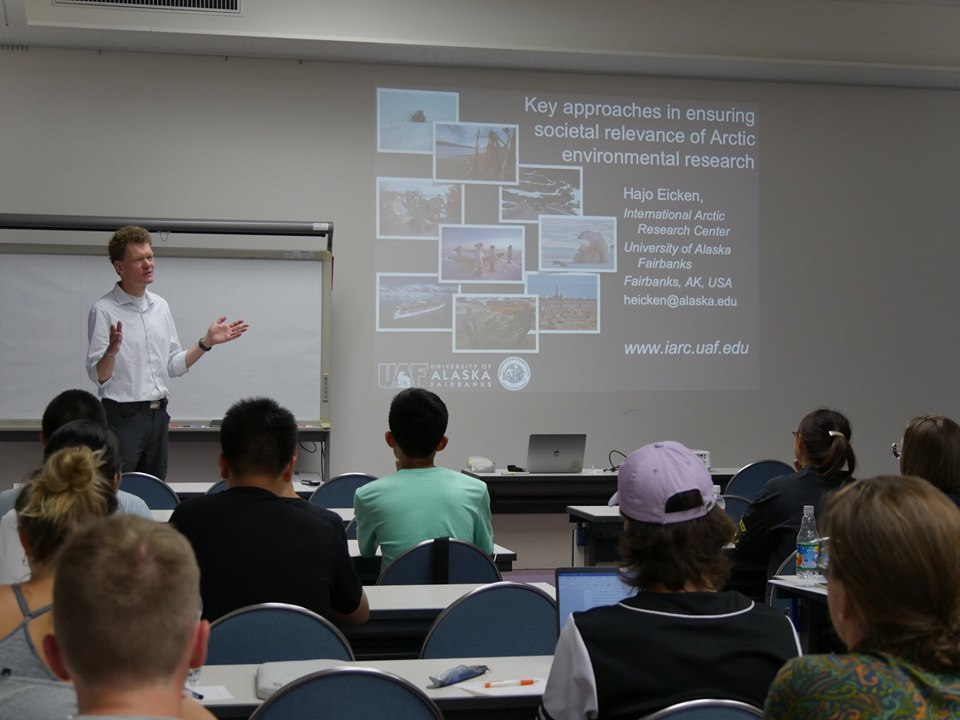 Key approaches in ensuring
societal relevance of Arctic
environmental research
Hajo Eicken,
International Arctic
Research Center
University of Alaska
Fairbanks
Fairbanks, AK, USA
heicken@alaska.edu
www.iarc.uaf.edu
UAF
UNIVERSITY OF
ALASKA
FAIRBANKS